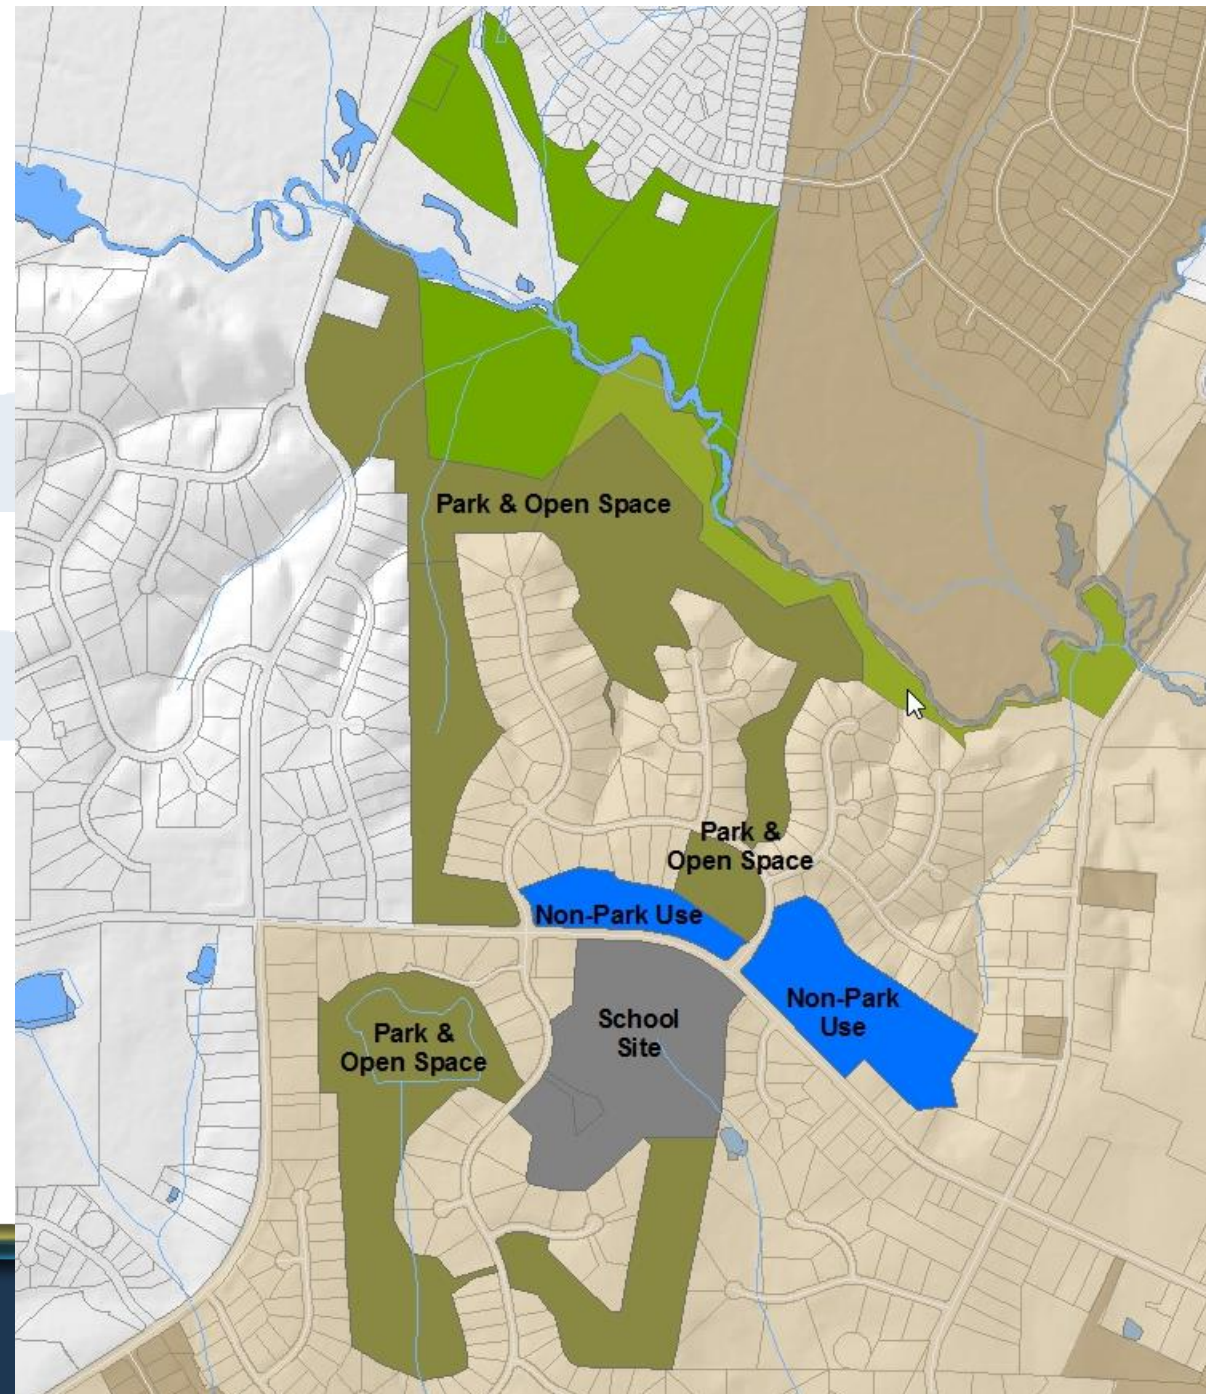 Park & Open Space
Park &
Open Space
Non-Park Use
Non-Park
Use
School
Site
Park &
Open Space